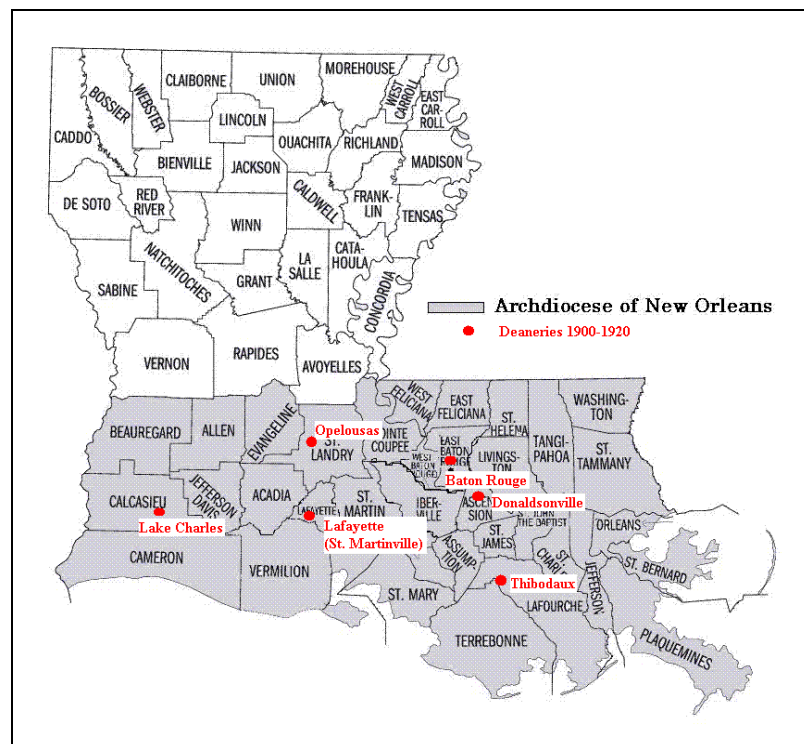 MOREHOUSE
CLAIBORNE
UNION
WEST
CARROLL
EAST
CAR-
ROLL
BOSSIER
WEBSTER
LINCOLN
CADDO
OUACHITA
RICHLAND
MADISON
BIENVILLE
JACKSON
DE SOTO
RED
RIVER
CALDWELL
FRANK-
LIN
TENSAS
WINN
NATCHITOCHES
LA
SALLE
CATA-
HOULA
SABINE
GRANT
CONCORDIA
Archdiocese of New Orleans
Deaneries 1900-1920
VERNON
RAPIDES
AVOYELLES
WEST
FELICIANA
EAST
FELICIANA
ST.
HELENA
WASHING-
TON
BEAUREGARD
ALLEN
EVANGELINE
Opelousas
ST.
LANDRY
POINTE
COUPEE
WEST
BATON
ROUGE
EAST
BATON
ROUGE
LIVINGS-
TON
TANGI-
PAHOA
ST.
TAMMANY
Baton Rouge
CALCASIEU
JEFFERSON
DAVIS
ACADIA
LAFAYETTE
ST.
MARTIN
IBER-
VILLE
ASCEN-
SION
Donaldsonville
Lake Charles
Lafayette
(St. Martinville)
ST.
JAMES
JOHN
THE BAPTIST
ORLEANS
CAMERON
VERMILION
ASSUMP-
TION
ST.
ST. BERNARD
ST. MARY
Thibodaux
JEFFERSON
LAFOURCHE
TERREBONNE
PLAQUEMINES